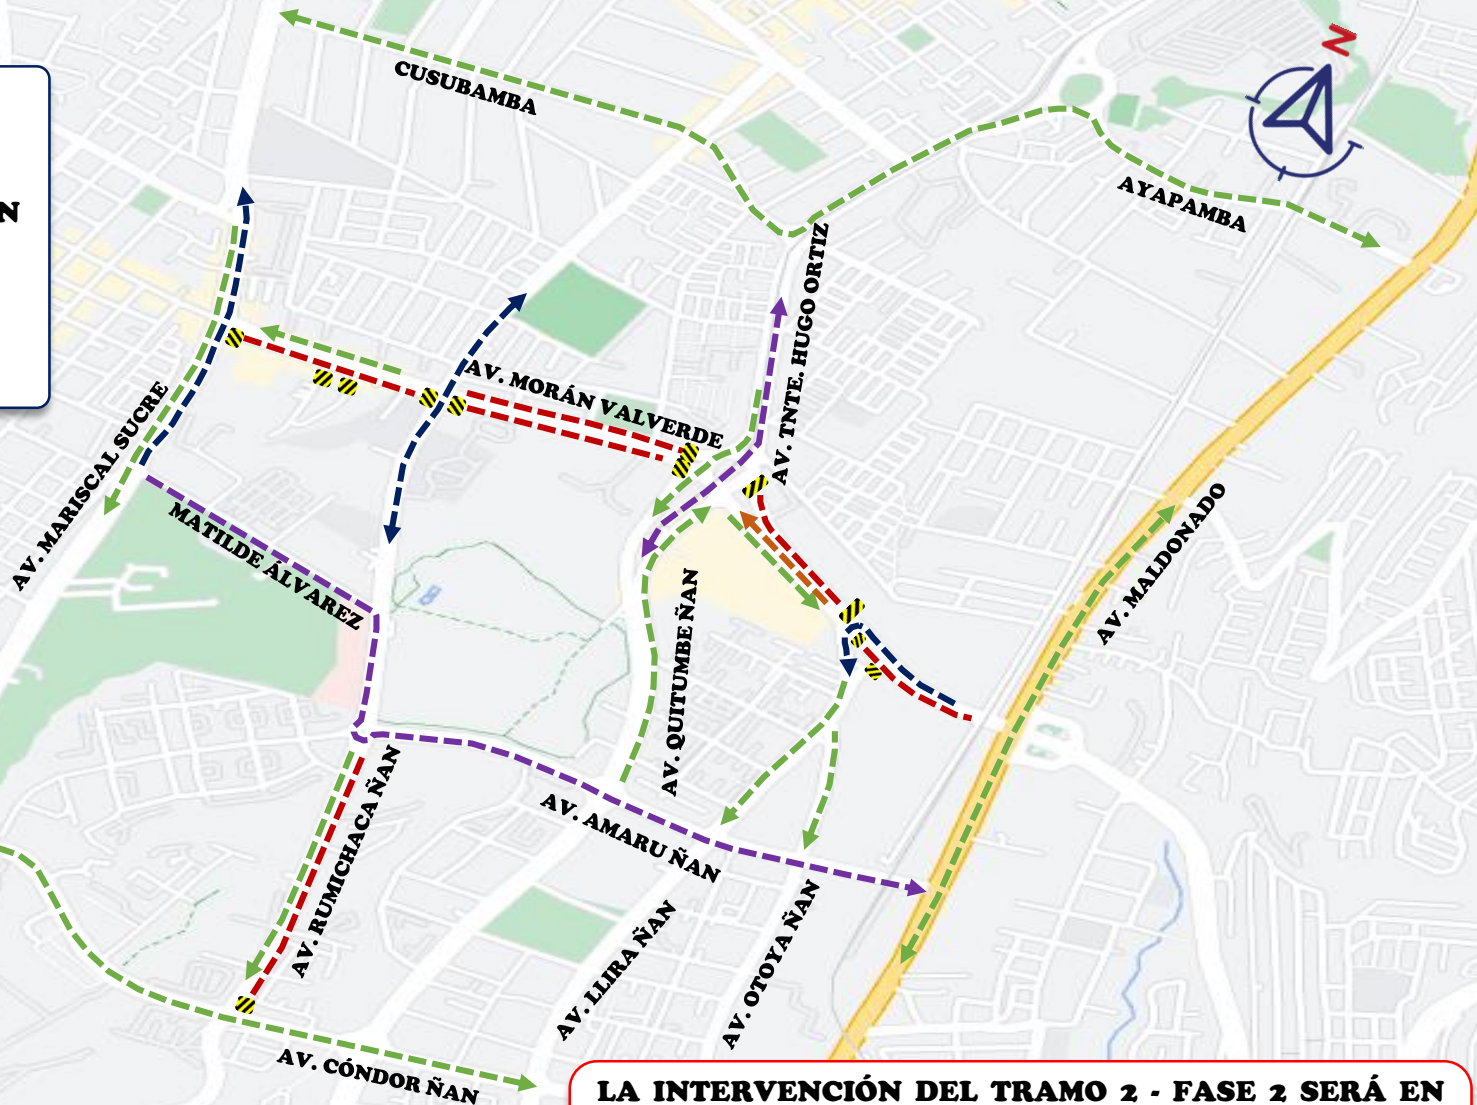 N
CUSUBAMBA
AYAPAMBA
N
AV. TNTE. HUGO ORTIZ
AV. MORÁN VALVERDE
AV. MARISCAL SUCRE
MATILDE ÁLVAREZ
AV. MALDONADO
AV. QUITUMBE ÑAN
AV. RUMICHACA ÑAN
AV. AMARU ÑAN
AV. LLIRA ÑAN
AV. OTOYA ÑAN
AV. CÓNDOR ÑAN
LA INTERVENCIÓN DEL TRAMO 2 - FASE 2 SERÁ EN